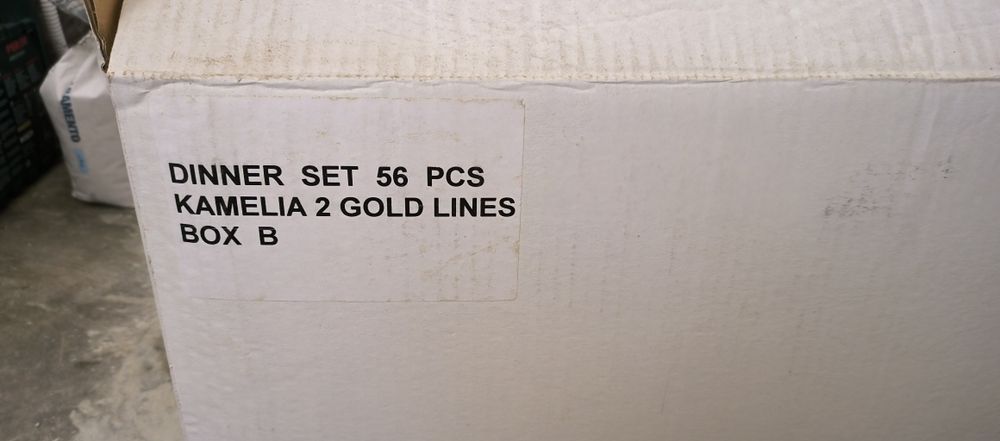 DINNER SET 56 PCS
KAMELIA 2 GOLD LINES
BOX B